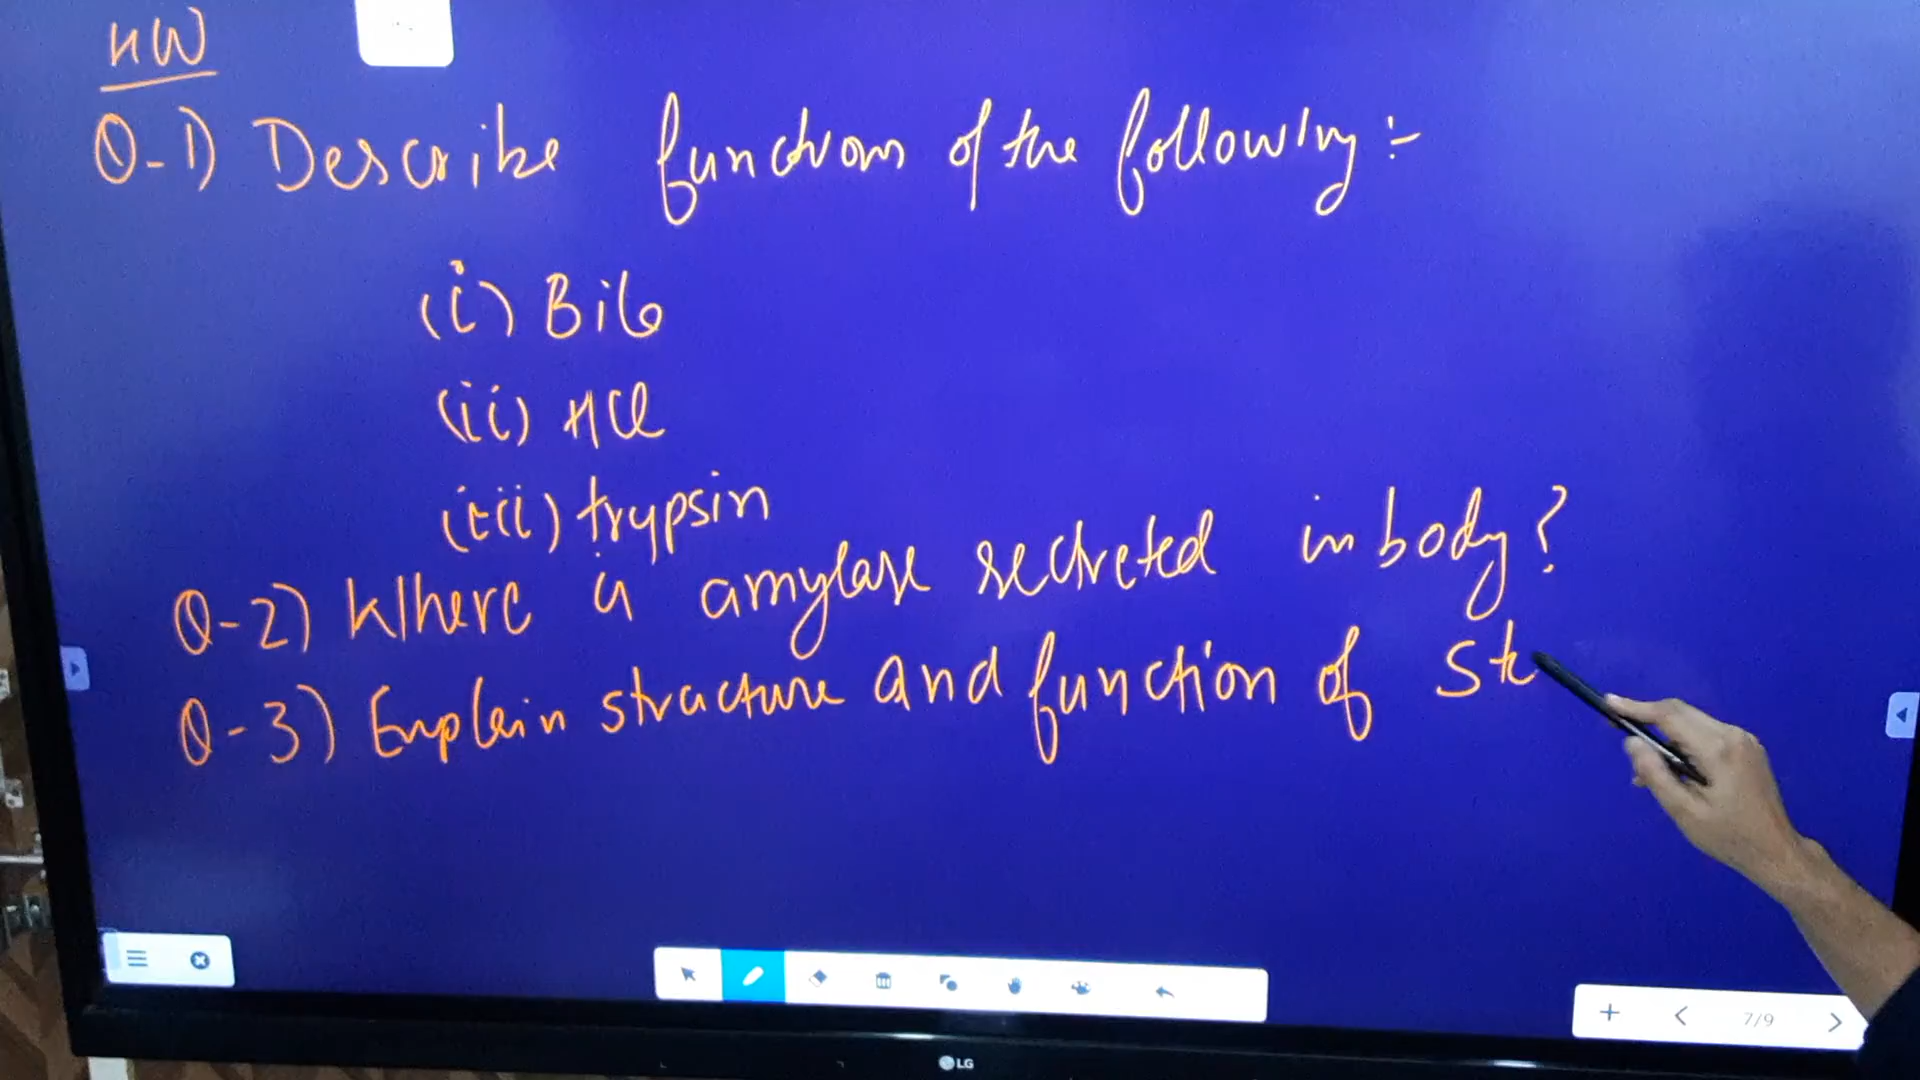 HW
Q-1) Describe functions of the following:-
(i) Bile
(ii) HCl
(iii) trypsin
Q-2) Where is amylase secreted in body?
Q-3) Explain structure and function of St
7/9
LG